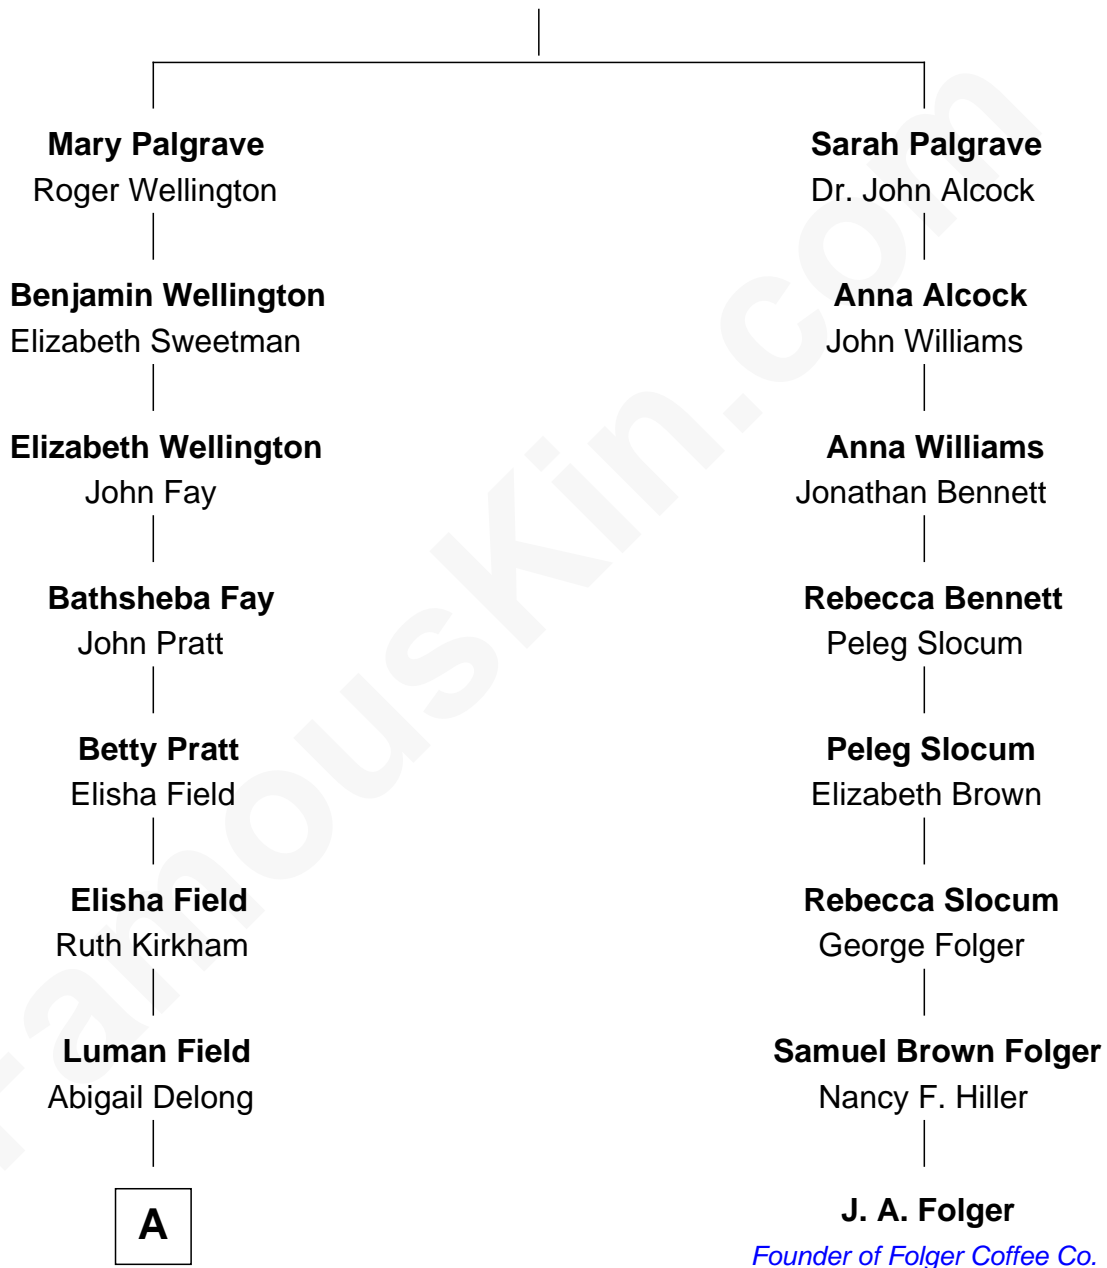 Mary Palgrave
Roger Wellington
Benjamin Wellington
Elizabeth Sweetman
Elizabeth Wellington
John Fay
Bathsheba Fay
John Pratt
Betty Pratt
Elisha Field
Elisha Field
Ruth Kirkham
Luman Field
Abigail Delong
A
Sarah Palgrave
Dr. John Alcock
Anna Alcock
John Williams
Anna Williams
Jonathan Bennett
Rebecca Bennett
Peleg Slocum
Peleg Slocum
Elizabeth Brown
Rebecca Slocum
George Folger
Samuel Brown Folger
Nancy F. Hiller
J. A. Folger
Founder of Folger Coffee Co.
FamousKin.com